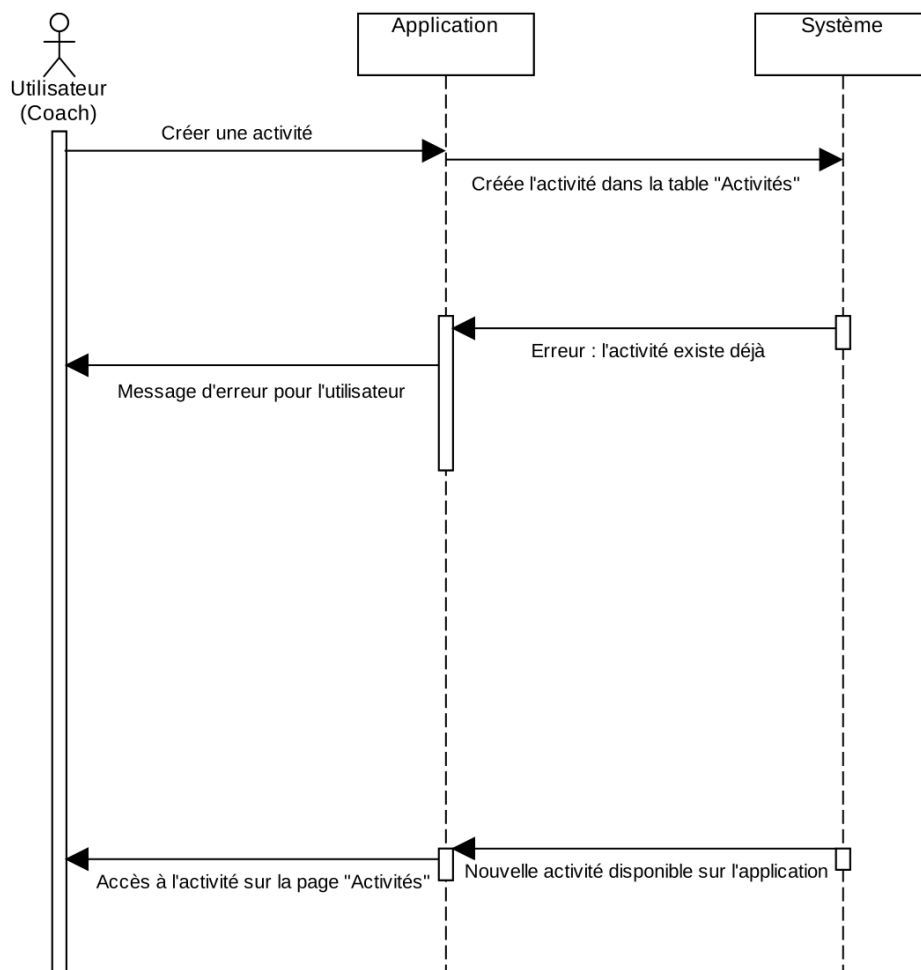 Application
Système
Utilisateur
(Coach)
Créer une activité
Créée l'activité dans la table "Activités"
Erreur : l'activité existe déjà
Message d'erreur pour l'utilisateur
Nouvelle activité disponible sur l'application
Accès à l'activité sur la page "Activités"